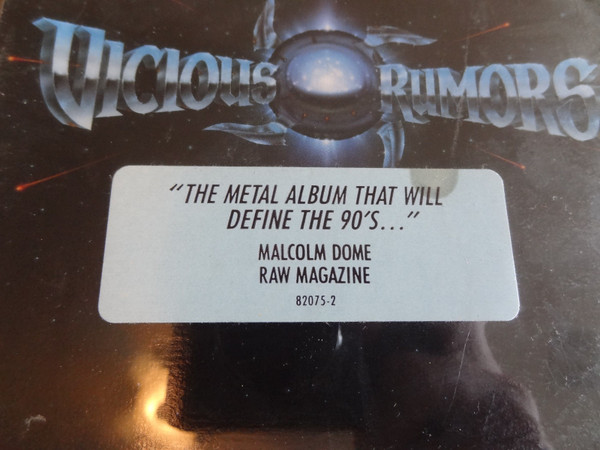 VICIOUS RUMORS
"THE METAL ALBUM THAT WILL
DEFINE THE 90'S..."
MALCOLM DOME
RAW MAGAZINE
82075-2